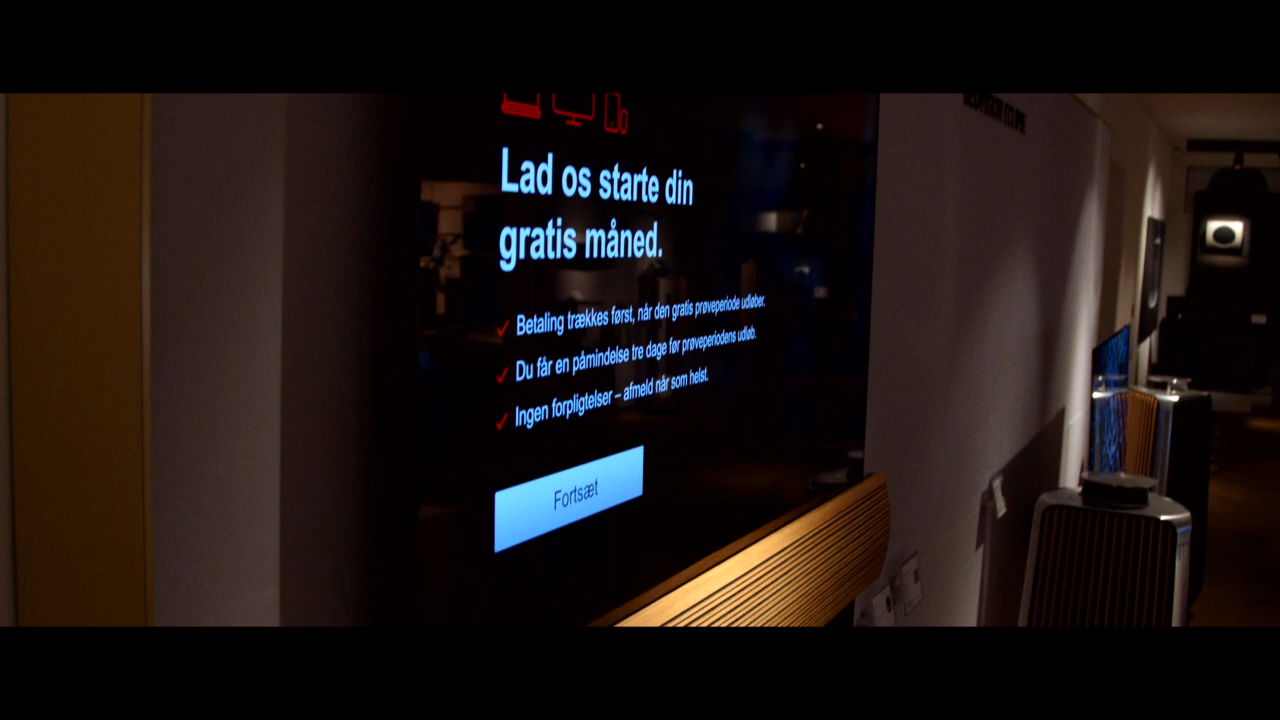 Lad os starte din
gratis måned.
Betaling trækkes først, når den gratis prøveperiode udløber.
Du får en påmindelse tre dage før prøveperiodens udløb.
Ingen forpligtelser – afmeld når som helst.
Fortsæt